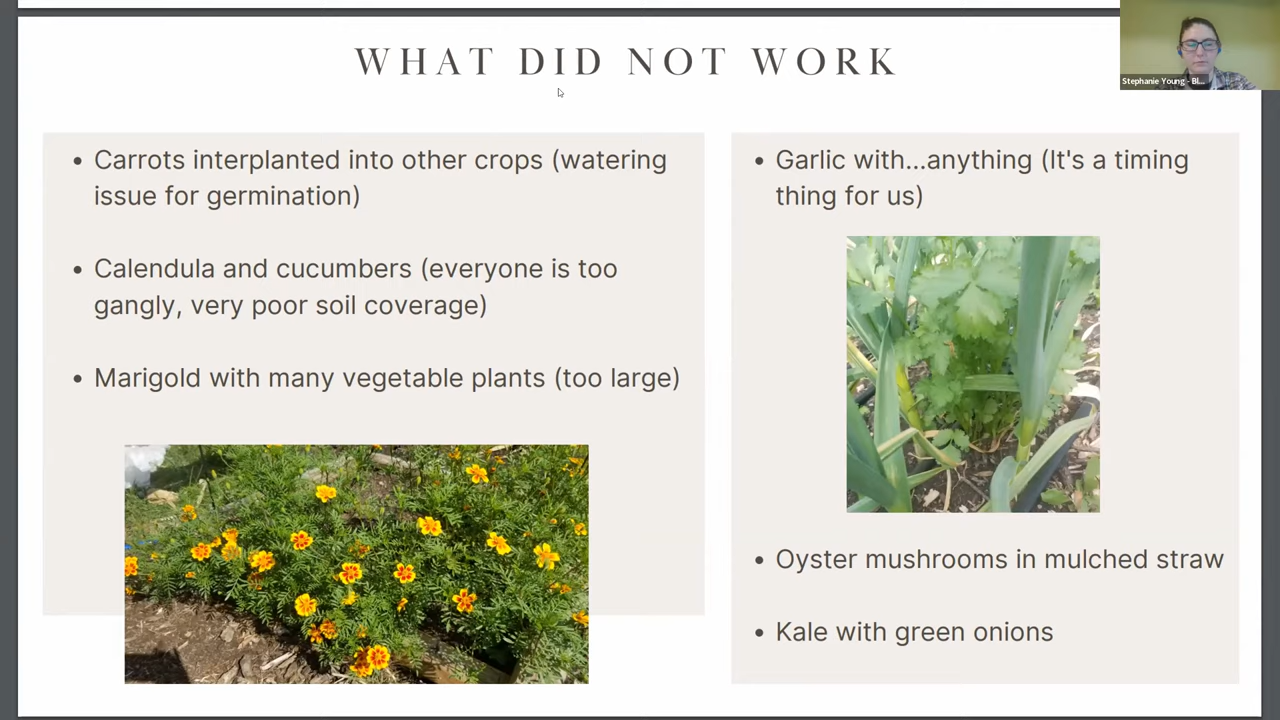 WHAT DID NOT WORK
Stephanie Young - Bl...
• Carrots interplanted into other crops (watering
issue for germination)
• Calendula and cucumbers (everyone is too
gangly, very poor soil coverage)
• Marigold with many vegetable plants (too large)
• Garlic with...anything (It's a timing
thing for us)
• Oyster mushrooms in mulched straw
• Kale with green onions